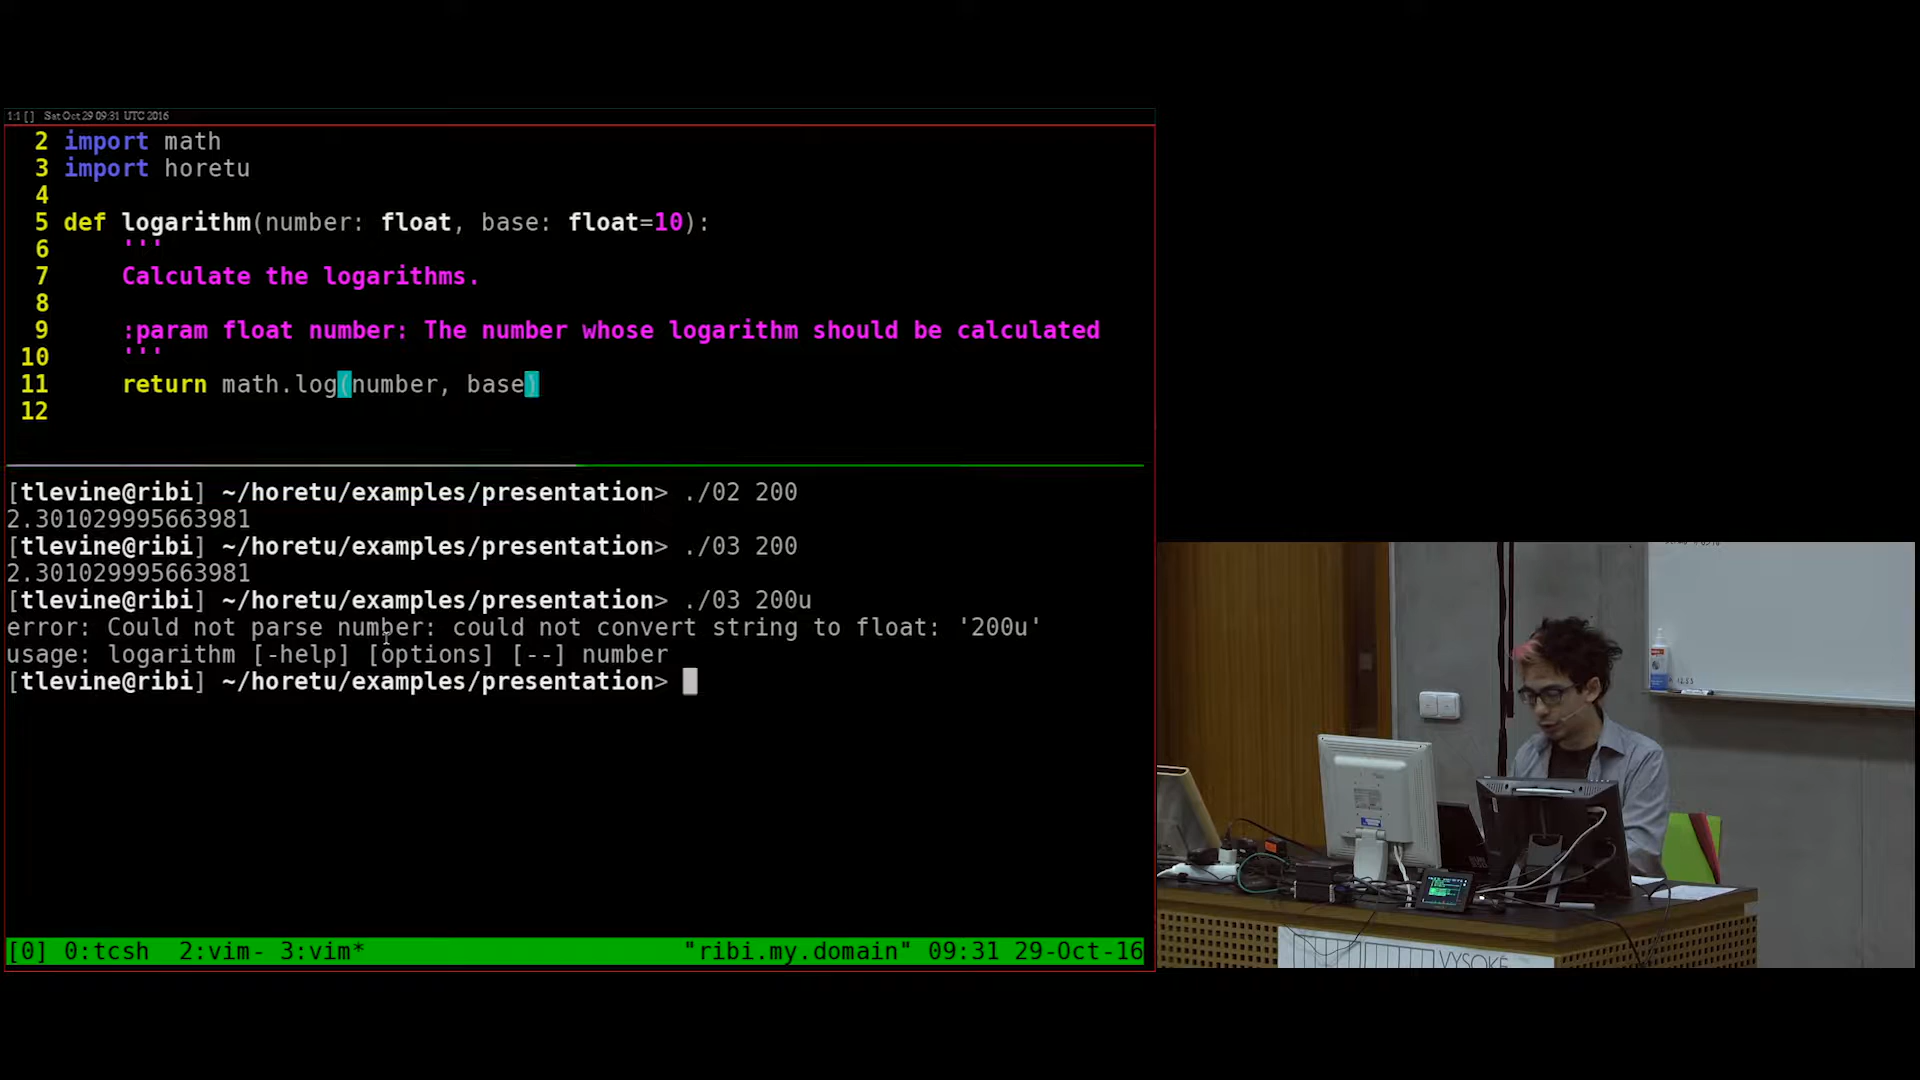 1:1 [ ] Sat Oct 29 09:31 UTC 2016
2 import math
3 import horetu
4
5 def logarithm(number: float, base: float=10):
6 '''
7 Calculate the logarithms.
8
9 :param float number: The number whose logarithm should be calculated
10 '''
11 return math.log(number, base)
12
[tlevine@ribi] ~/horetu/examples/presentation> ./02 200
2.301029995663981
[tlevine@ribi] ~/horetu/examples/presentation> ./03 200
2.301029995663981
[tlevine@ribi] ~/horetu/examples/presentation> ./03 200u
error: Could not parse number: could not convert string to float: '200u'
usage: logarithm [-help] [options] [--] number
[tlevine@ribi] ~/horetu/examples/presentation>
[0] 0:tcsh 2:vim- 3:vim* "ribi.my.domain" 09:31 29-Oct-16
VYSOKÉ